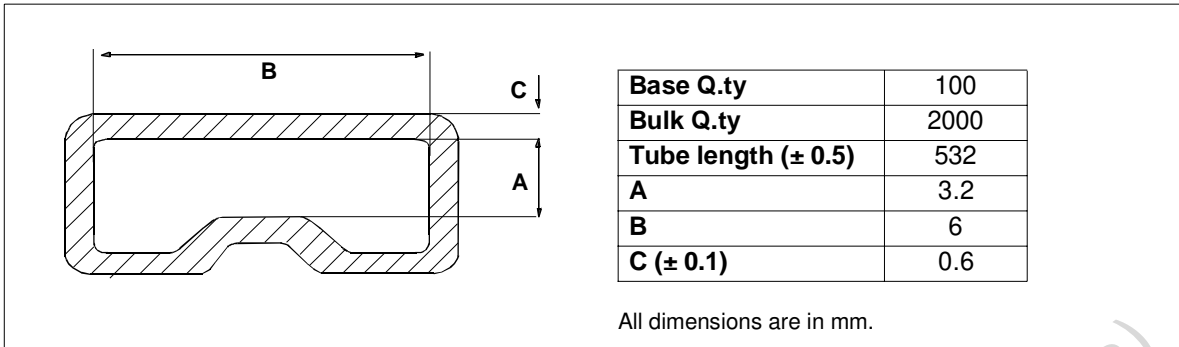 B
C
A
Base Q.ty 100
Bulk Q.ty 2000
Tube length (± 0.5) 532
A 3.2
B 6
C (± 0.1) 0.6
All dimensions are in mm.